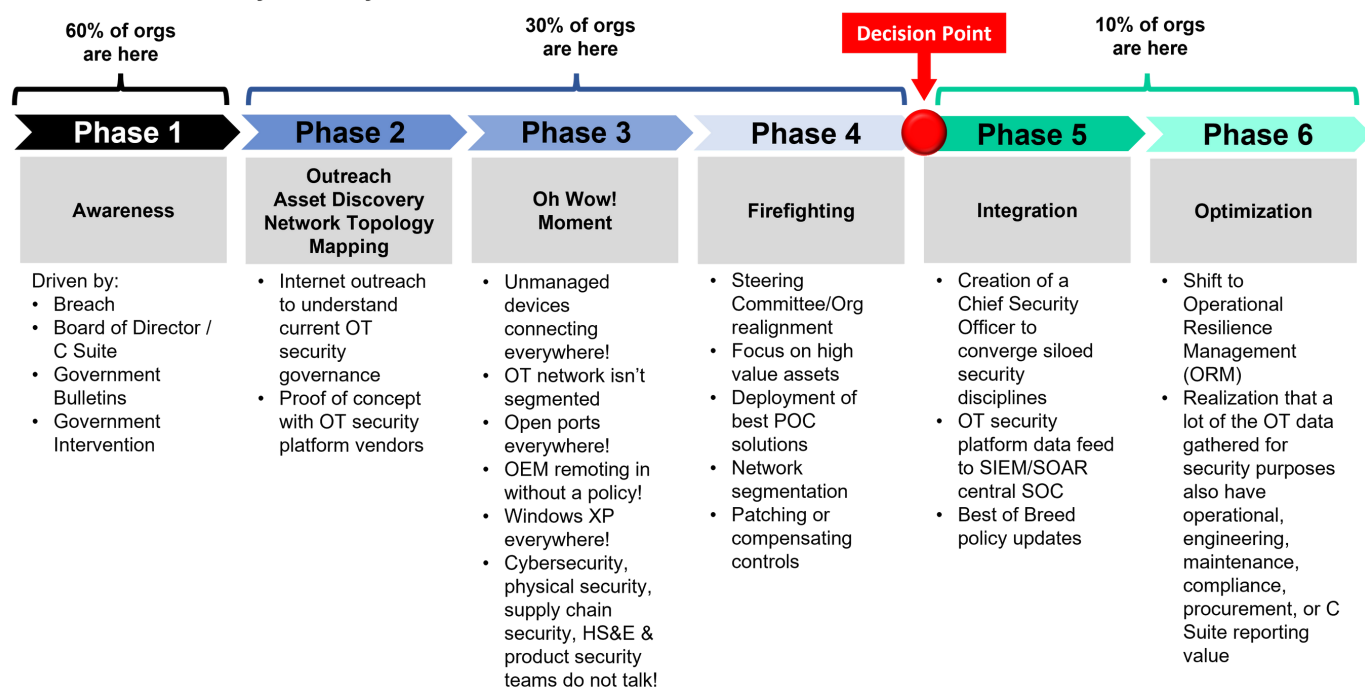 60% of orgs
are here
30% of orgs
are here
Decision Point
10% of orgs
are here
Phase 1
Phase 2
Phase 3
Phase 4
Phase 5
Phase 6
Awareness
Outreach
Asset Discovery
Network Topology
Mapping
Oh Wow!
Moment
Firefighting
Integration
Optimization
Driven by:
• Breach
• Board of Director /
C Suite
• Government
Bulletins
• Government
Intervention
• Internet outreach
to understand
current OT
security
governance
• Proof of concept
with OT security
platform vendors
• Unmanaged
devices
connecting
everywhere!
• OT network isn't
segmented
• Open ports
everywhere!
• OEM remoting in
without a policy!
• Windows XP
everywhere!
• Cybersecurity,
physical security,
supply chain
security, HS&E &
product security
teams do not talk!
• Steering
Committee/Org
realignment
• Focus on high
value assets
• Deployment of
best POC
solutions
• Network
segmentation
• Patching or
compensating
controls
• Creation of a
Chief Security
Officer to
converge siloed
security
disciplines
• OT security
platform data feed
to SIEM/SOAR
central SOC
• Best of Breed
policy updates
• Shift to
Operational
Resilience
Management
(ORM)
• Realization that a
lot of the OT data
gathered for
security purposes
also have
operational,
engineering,
maintenance,
compliance,
procurement, or C
Suite reporting
value